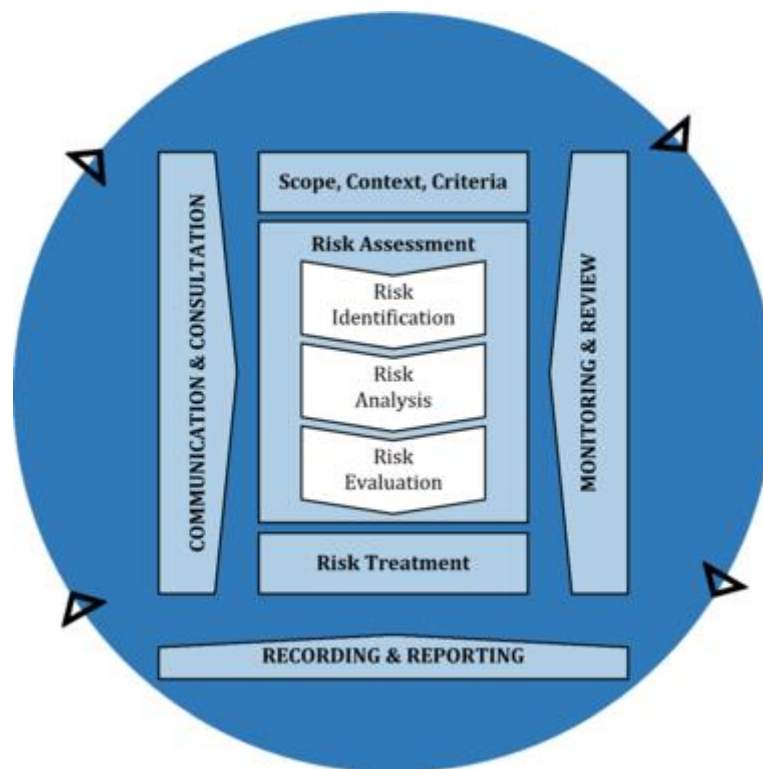 Scope, Context, Criteria
COMMUNICATION & CONSULTATION
Risk Assessment
Risk
Identification
Risk
Analysis
Risk
Evaluation
MONITORING & REVIEW
Risk Treatment
RECORDING & REPORTING